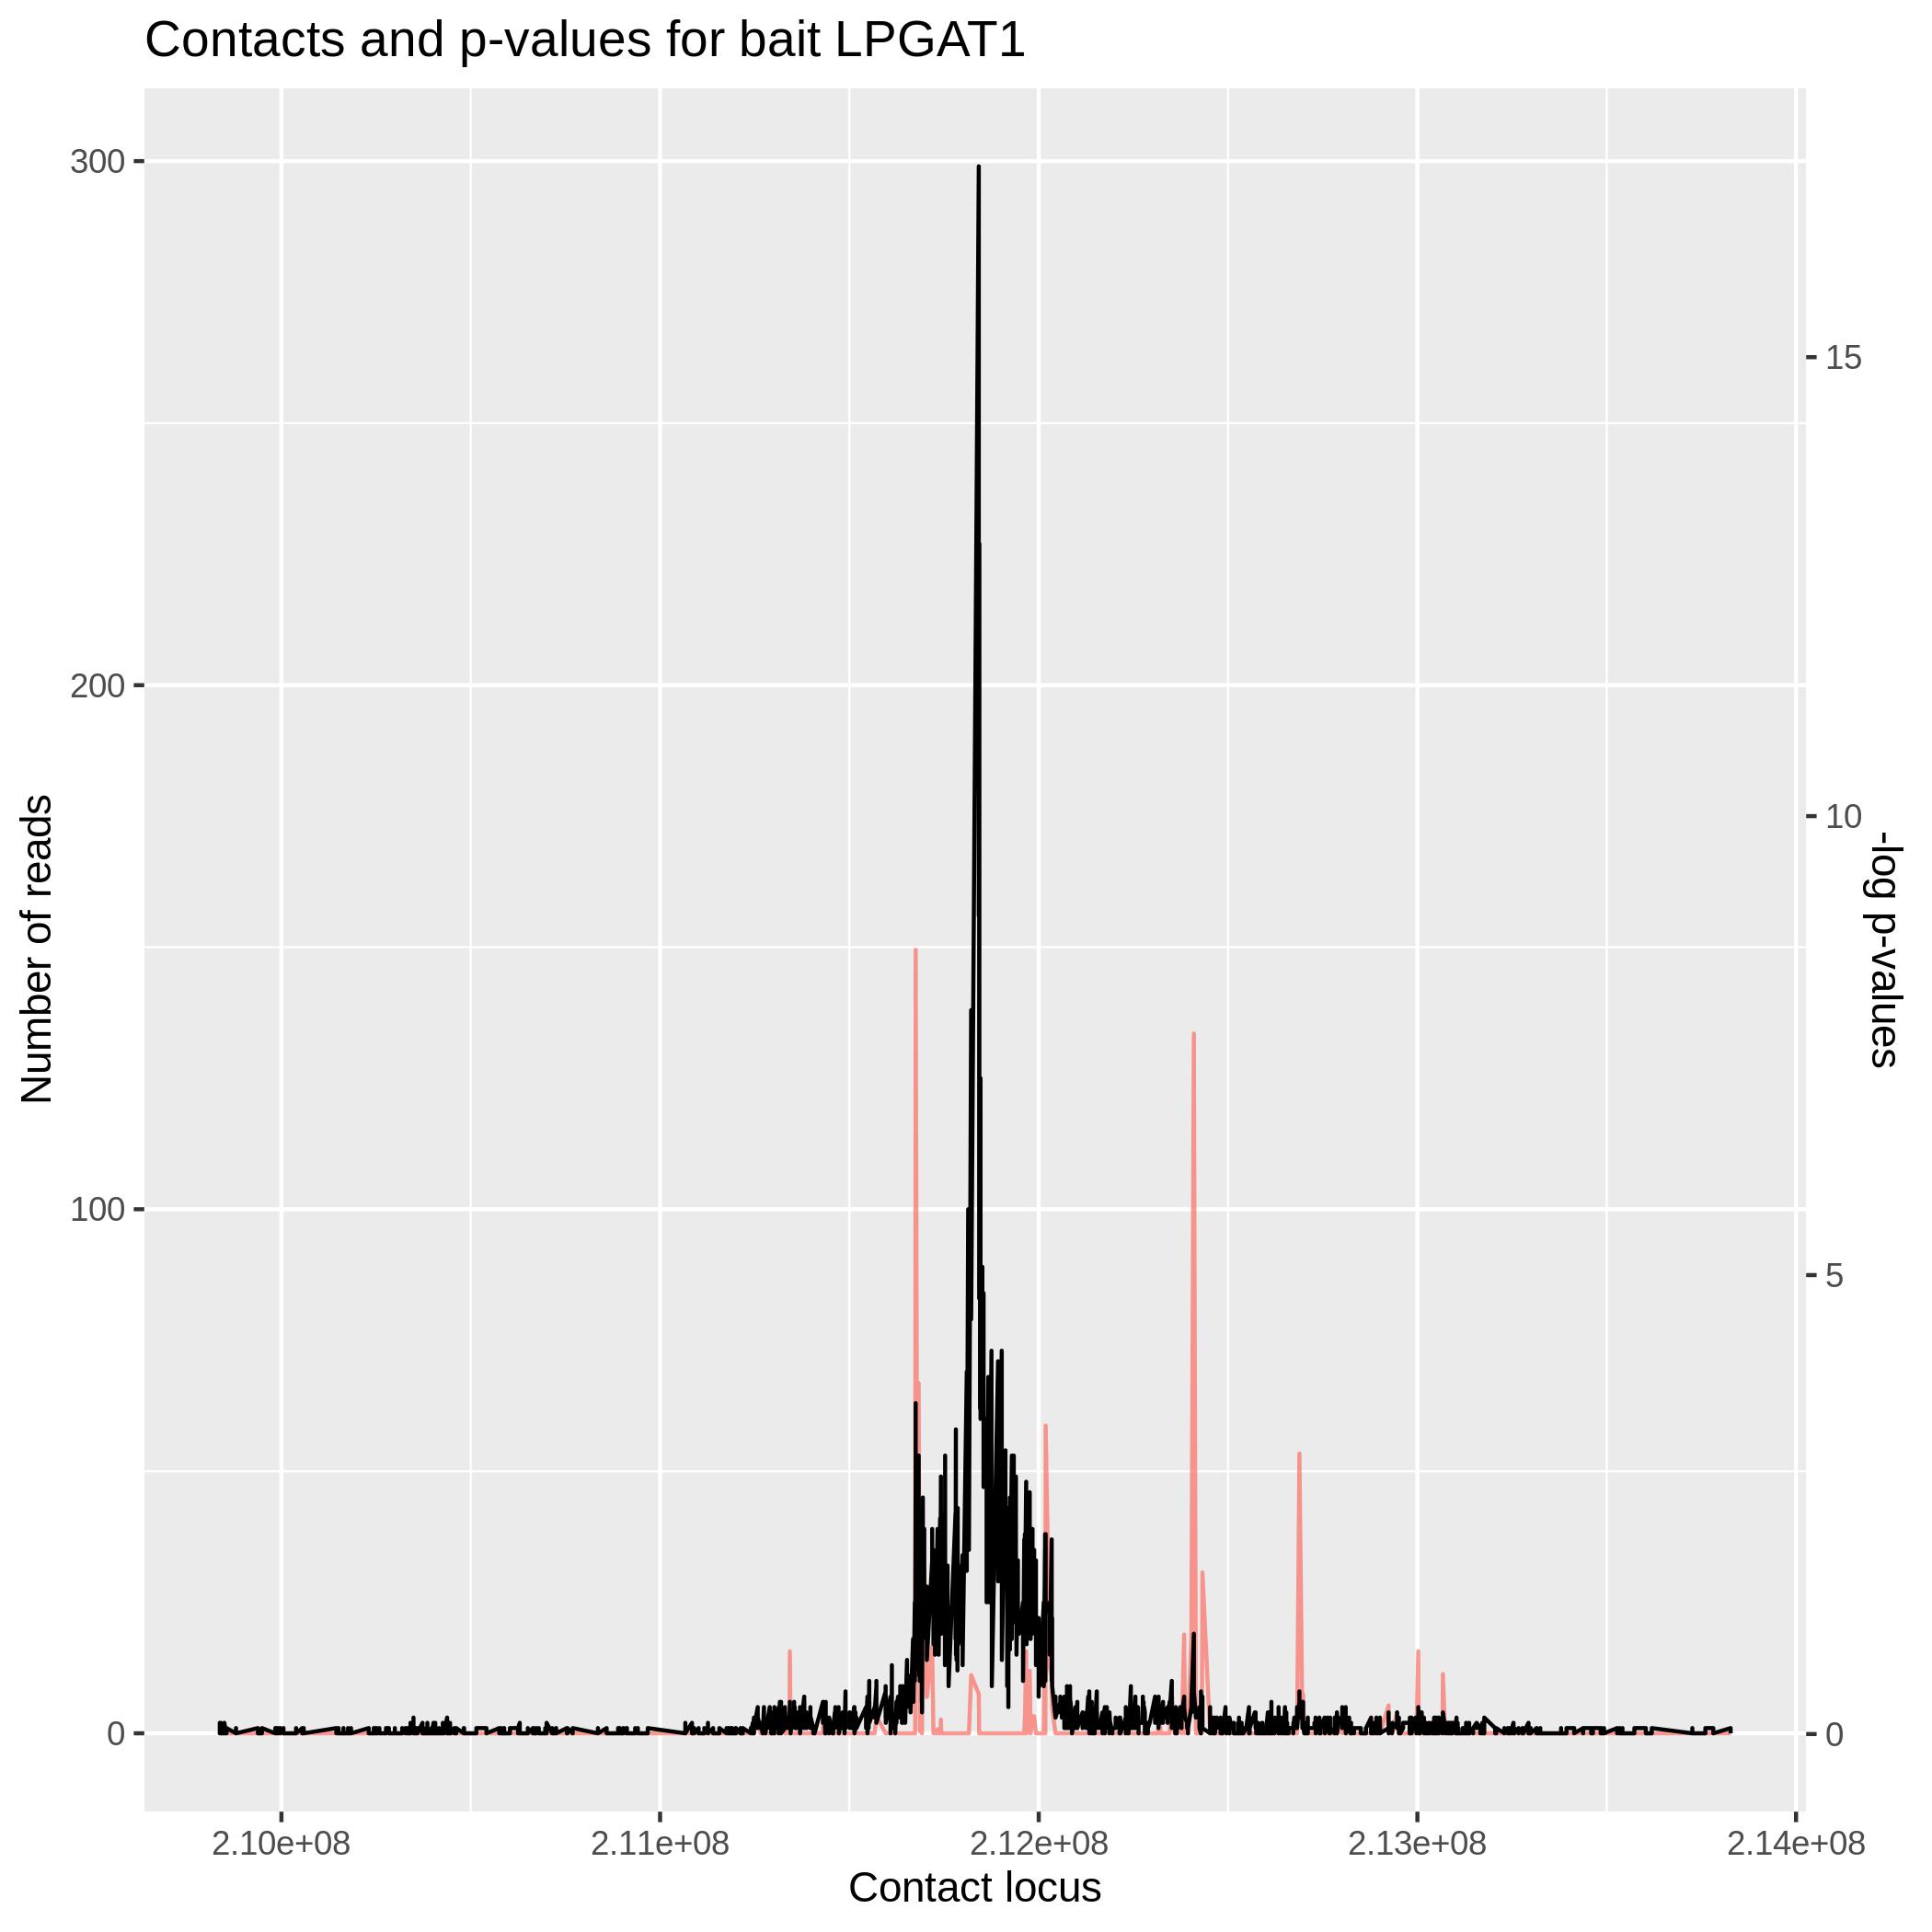 Contacts and p-values for bait LPGAT1
300
200
100
0
Number of reads
15
10
5
0
-log p-values
2.10e+08 2.11e+08 2.12e+08 2.13e+08 2.14e+08
Contact locus